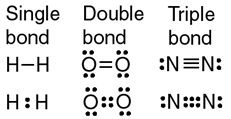 Single Double Triple
bond bond bond
H–H O=O :N≡N:
H:H O::O :N:::N: